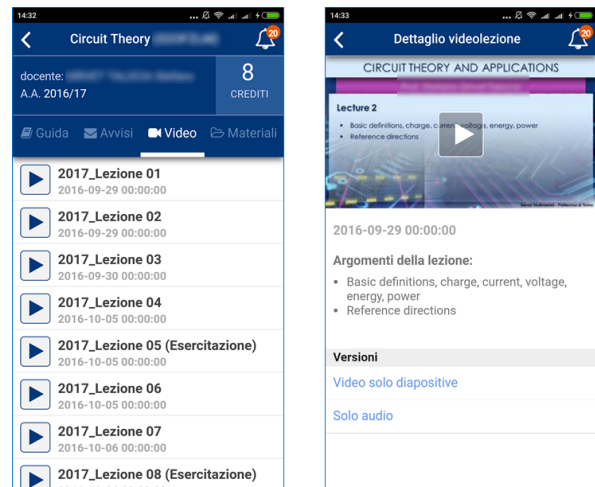 14:32
Circuit Theory
20
docente:
A.A. 2016/17
8
CREDITI
Guida
Avvisi
Video
Materiali
2017_Lezione 01
2016-09-29 00:00:00
2017_Lezione 02
2016-09-29 00:00:00
2017_Lezione 03
2016-09-30 00:00:00
2017_Lezione 04
2016-10-05 00:00:00
2017_Lezione 05 (Esercitazione)
2016-10-05 00:00:00
2017_Lezione 06
2016-10-05 00:00:00
2017_Lezione 07
2016-10-06 00:00:00
2017_Lezione 08 (Esercitazione)
14:33
Dettaglio videolezione
20
CIRCUIT THEORY AND APPLICATIONS
Lecture 2
• Basic definitions, charge, current, voltage, energy, power
• Reference directions
2016-09-29 00:00:00
Argomenti della lezione:
• Basic definitions, charge, current, voltage,
energy, power
• Reference directions
Versioni
Video solo diapositive
Solo audio